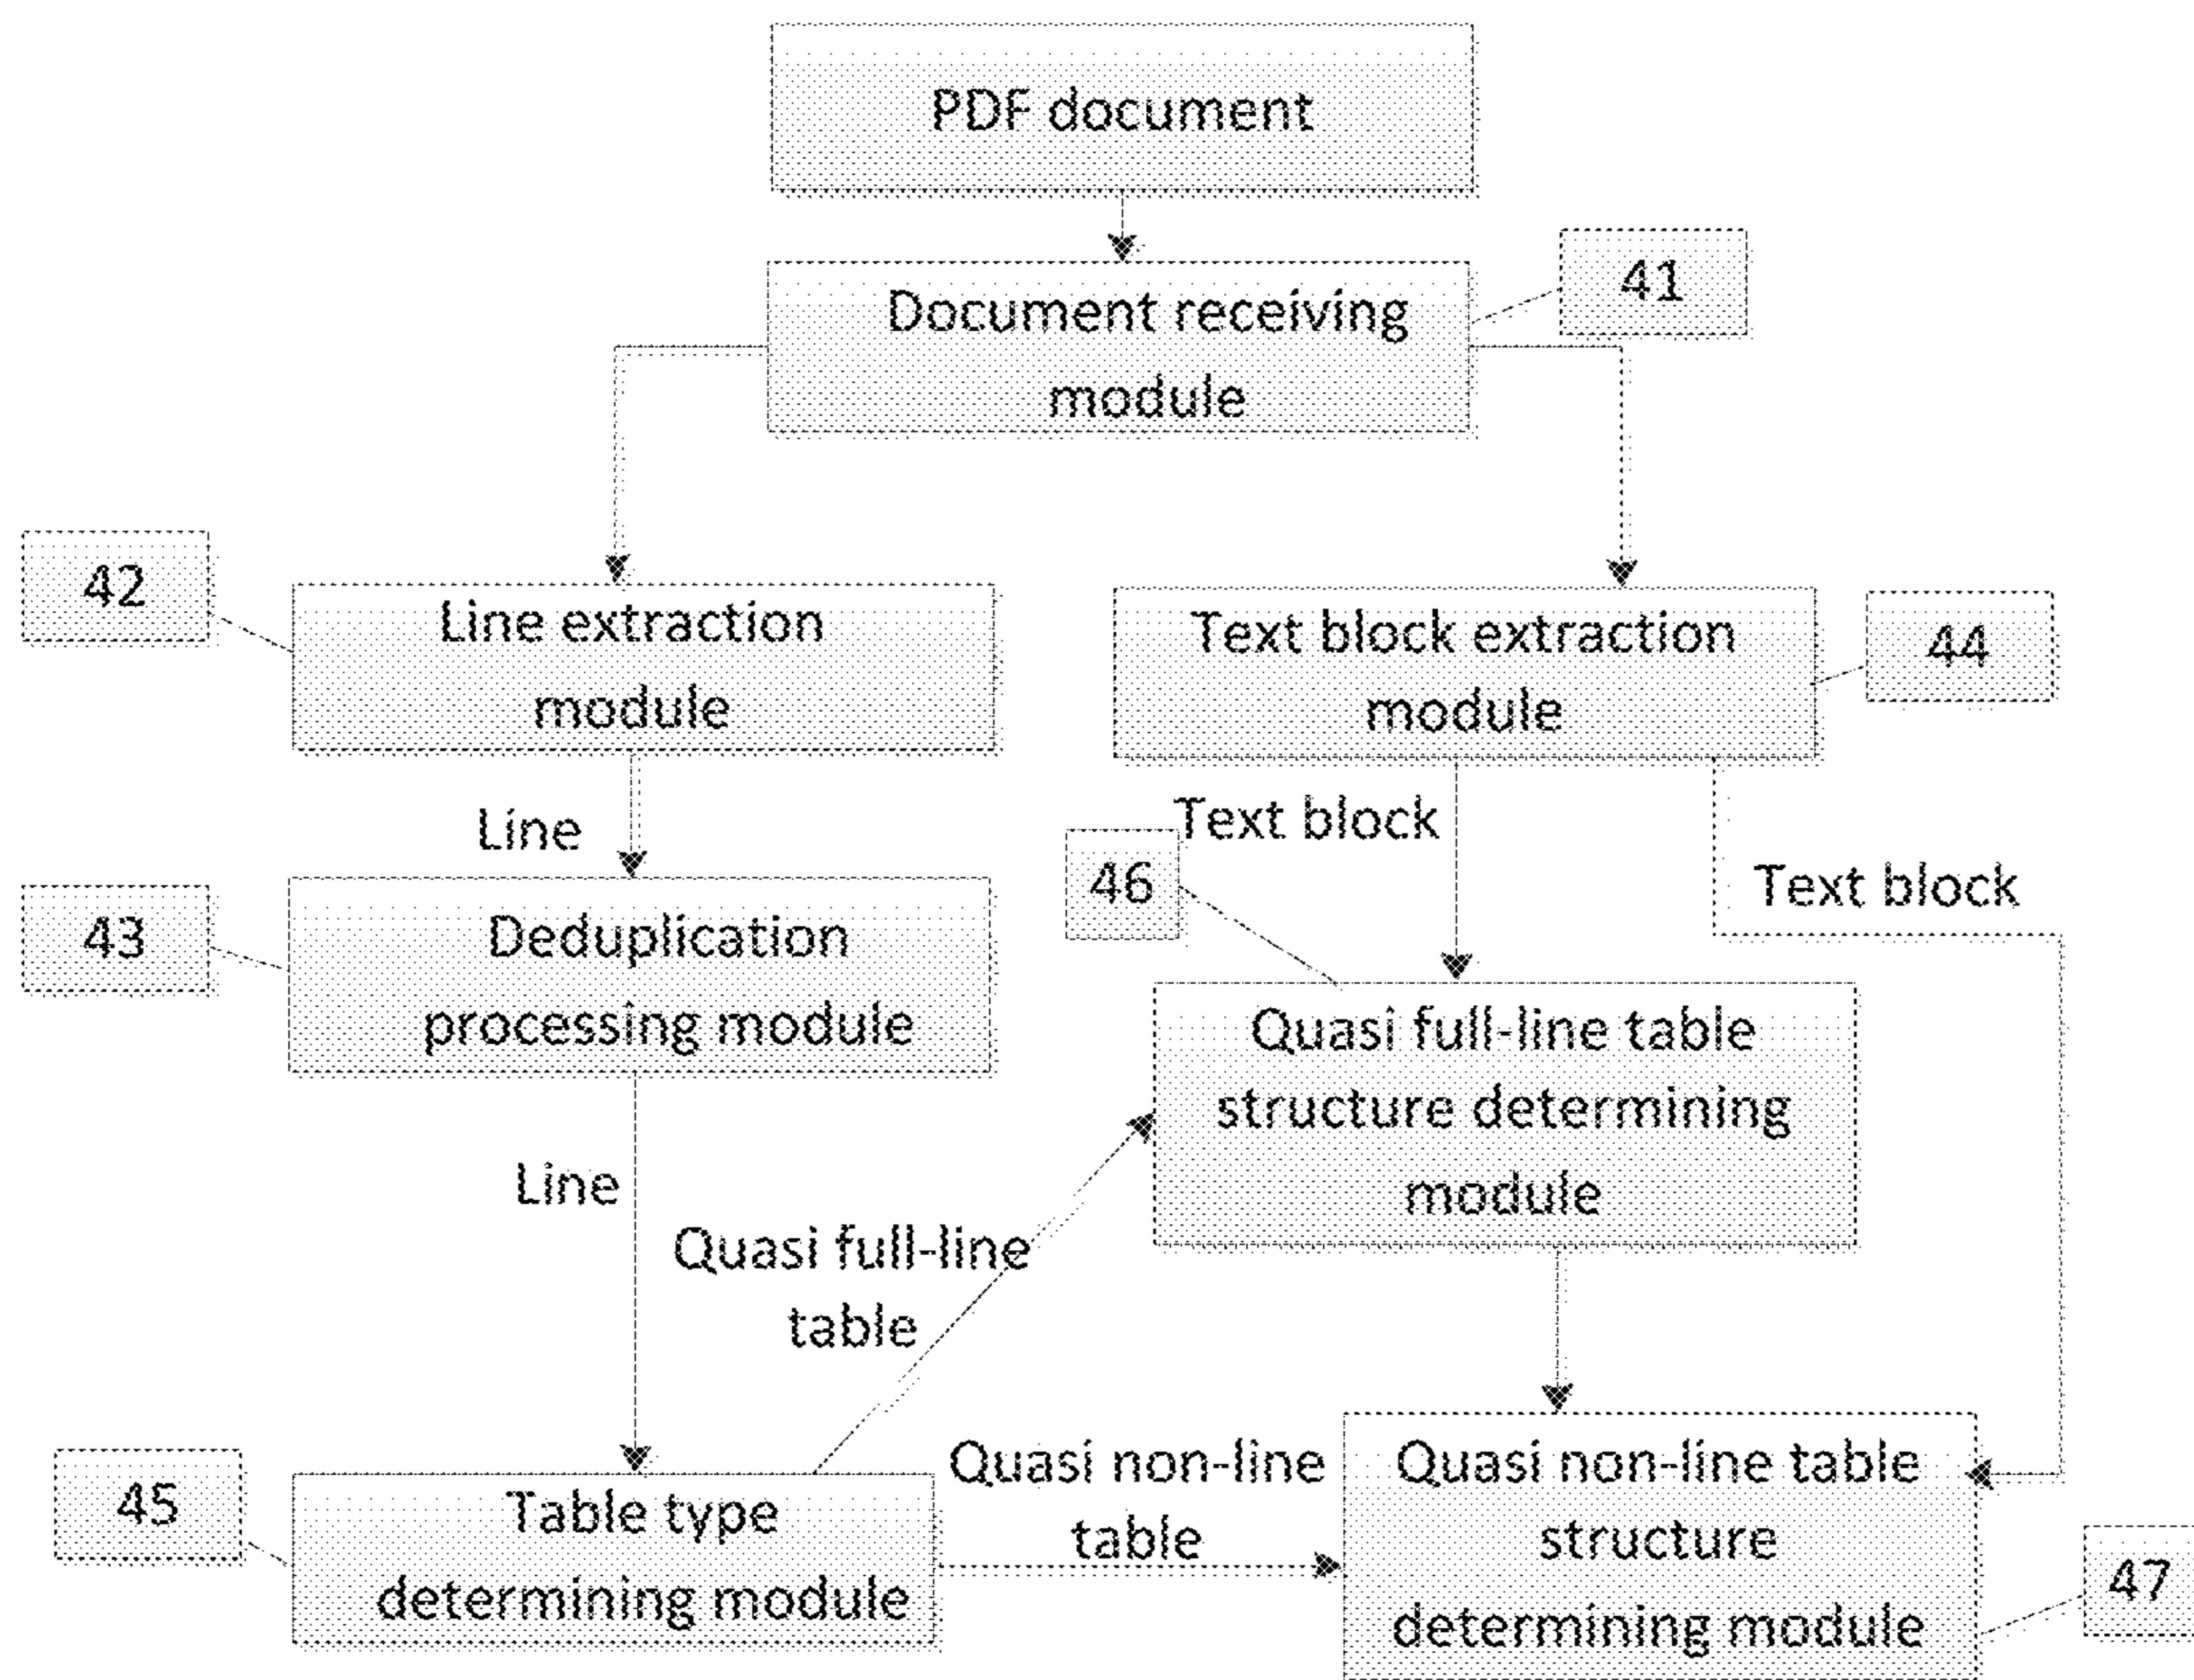 PDF document
Document receiving
module
41
42
Line extraction
module
Text block extraction
module
44
Line
Text block
46
Text block
43
Deduplication
processing module
Quasi full-line table
structure determining
module
Line
Quasi full-line
table
45
Table type
determining module
Quasi non-line
table
Quasi non-line table
structure
determining module
47